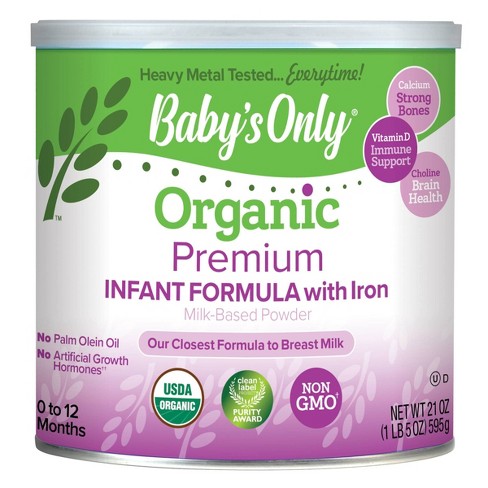 Heavy Metal Tested... Everytime!
Baby's Only®
Calcium
Strong
Bones
Vitamin D
Immune
Support
Choline
Brain
Health
TM
Organic
Premium
INFANT FORMULA with Iron
Milk-Based Powder
No Palm Olein Oil
No Artificial Growth
Hormones††
Our Closest Formula to Breast Milk
0 to 12
Months
USDA
ORGANIC
clean label
PURITY
AWARD
NON
GMO†
U D
NET WT 21 OZ
(1 LB 5 OZ) 595g